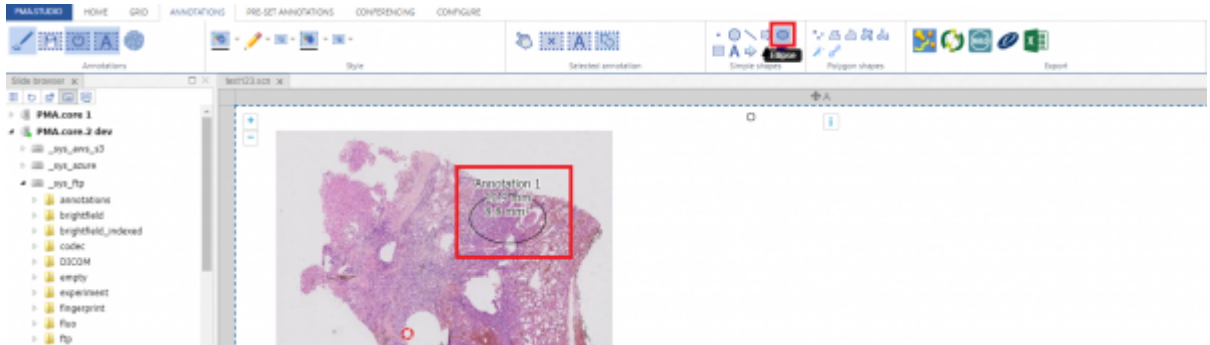 PMA.STUDIO HOME GRID ANNOTATIONS PRE-SET ANNOTATIONS CONFERENCING CONFIGURE
Annotations Style Selected annotation Simple shapes Polygon shapes Export
Ellipse
Slide browser × test123.scn ×
A
PMA.core 1
PMA.core.2 dev
_sys_aws_s3
_sys_azure
_sys_ftp
annotations
brightfield
brightfield_indexed
codec
DICOM
empty
experiment
fingerprint
fluo
ftp
Annotation 1